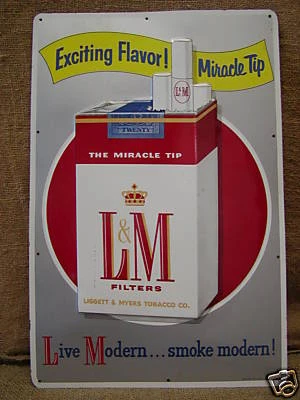 Exciting Flavor!
Miracle Tip
L&M
TWENTY
THE MIRACLE TIP
L&M
FILTERS
LIGGETT & MYERS TOBACCO CO.
Live Modern...smoke modern!